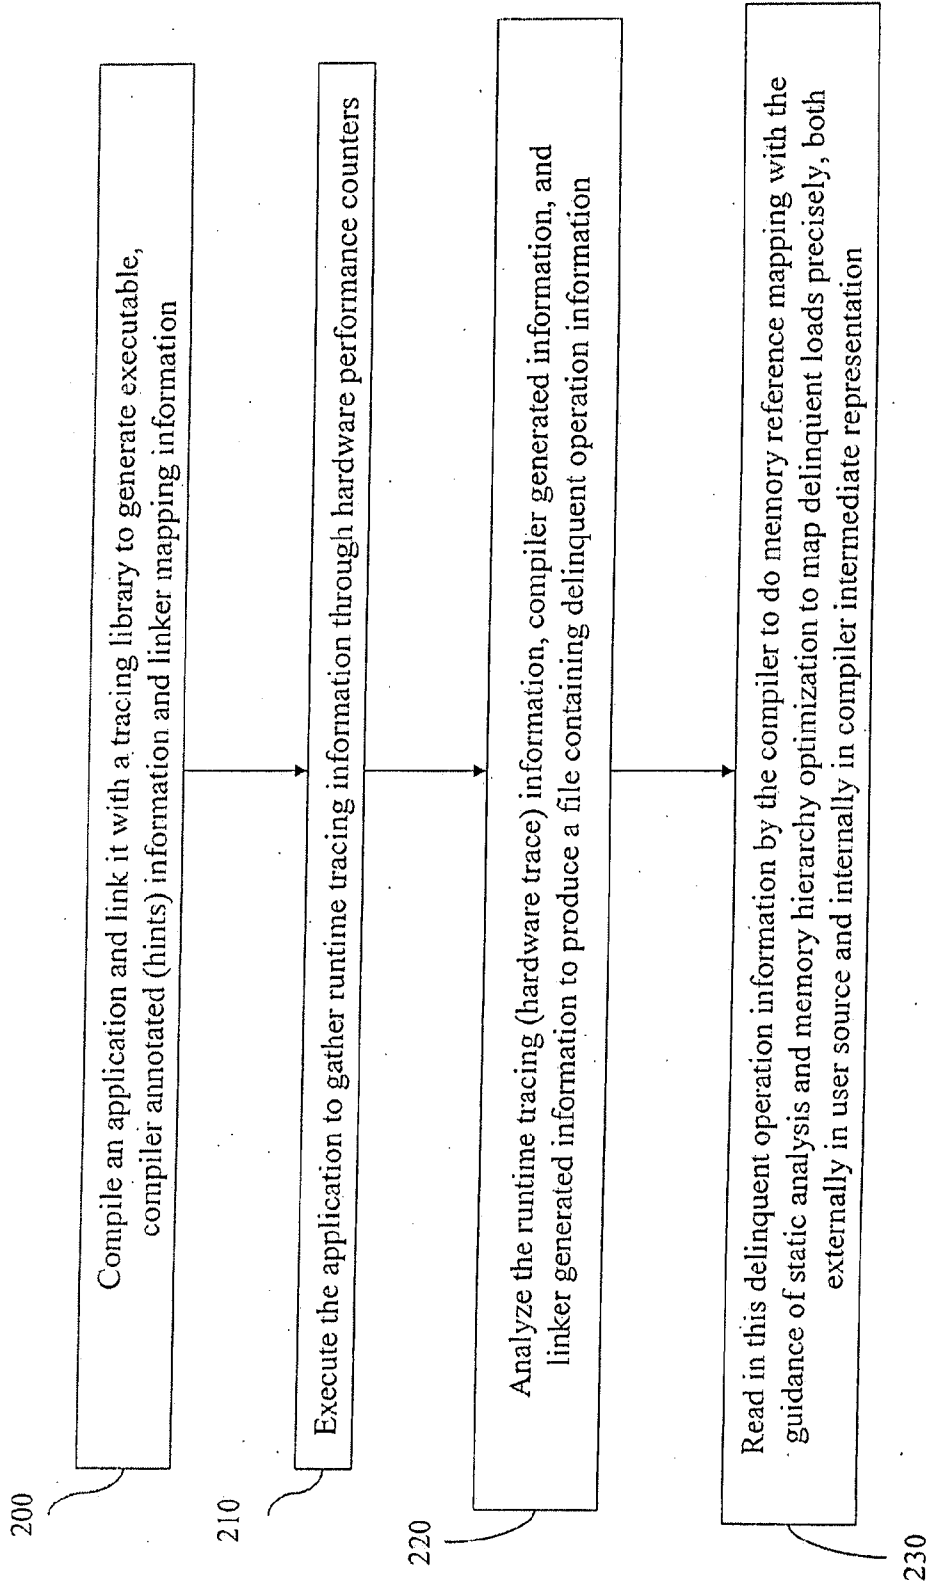 200
Compile an application and link it with a tracing library to generate executable,
compiler annotated (hints) information and linker mapping information
210
Execute the application to gather runtime tracing information through hardware performance counters
220
Analyze the runtime tracing (hardware trace) information, compiler generated information, and
linker generated information to produce a file containing delinquent operation information
230
Read in this delinquent operation information by the compiler to do memory reference mapping with the
guidance of static analysis and memory hierarchy optimization to map delinquent loads precisely, both
externally in user source and internally in compiler intermediate representation